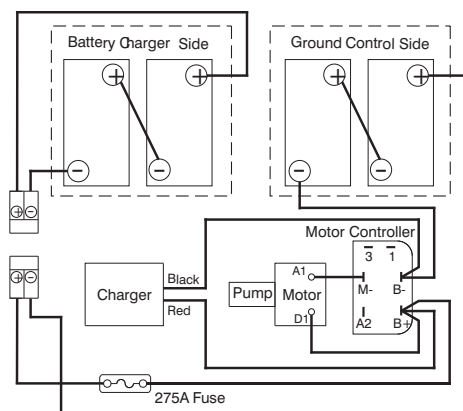 Battery Charger Side
Ground Control Side
+
+
+
+
−
−
−
−
+ −
+ −
Motor Controller
3 1
M- B-
A2 B+
Black
Charger
Red
Pump
Motor
A1
D1
275A Fuse